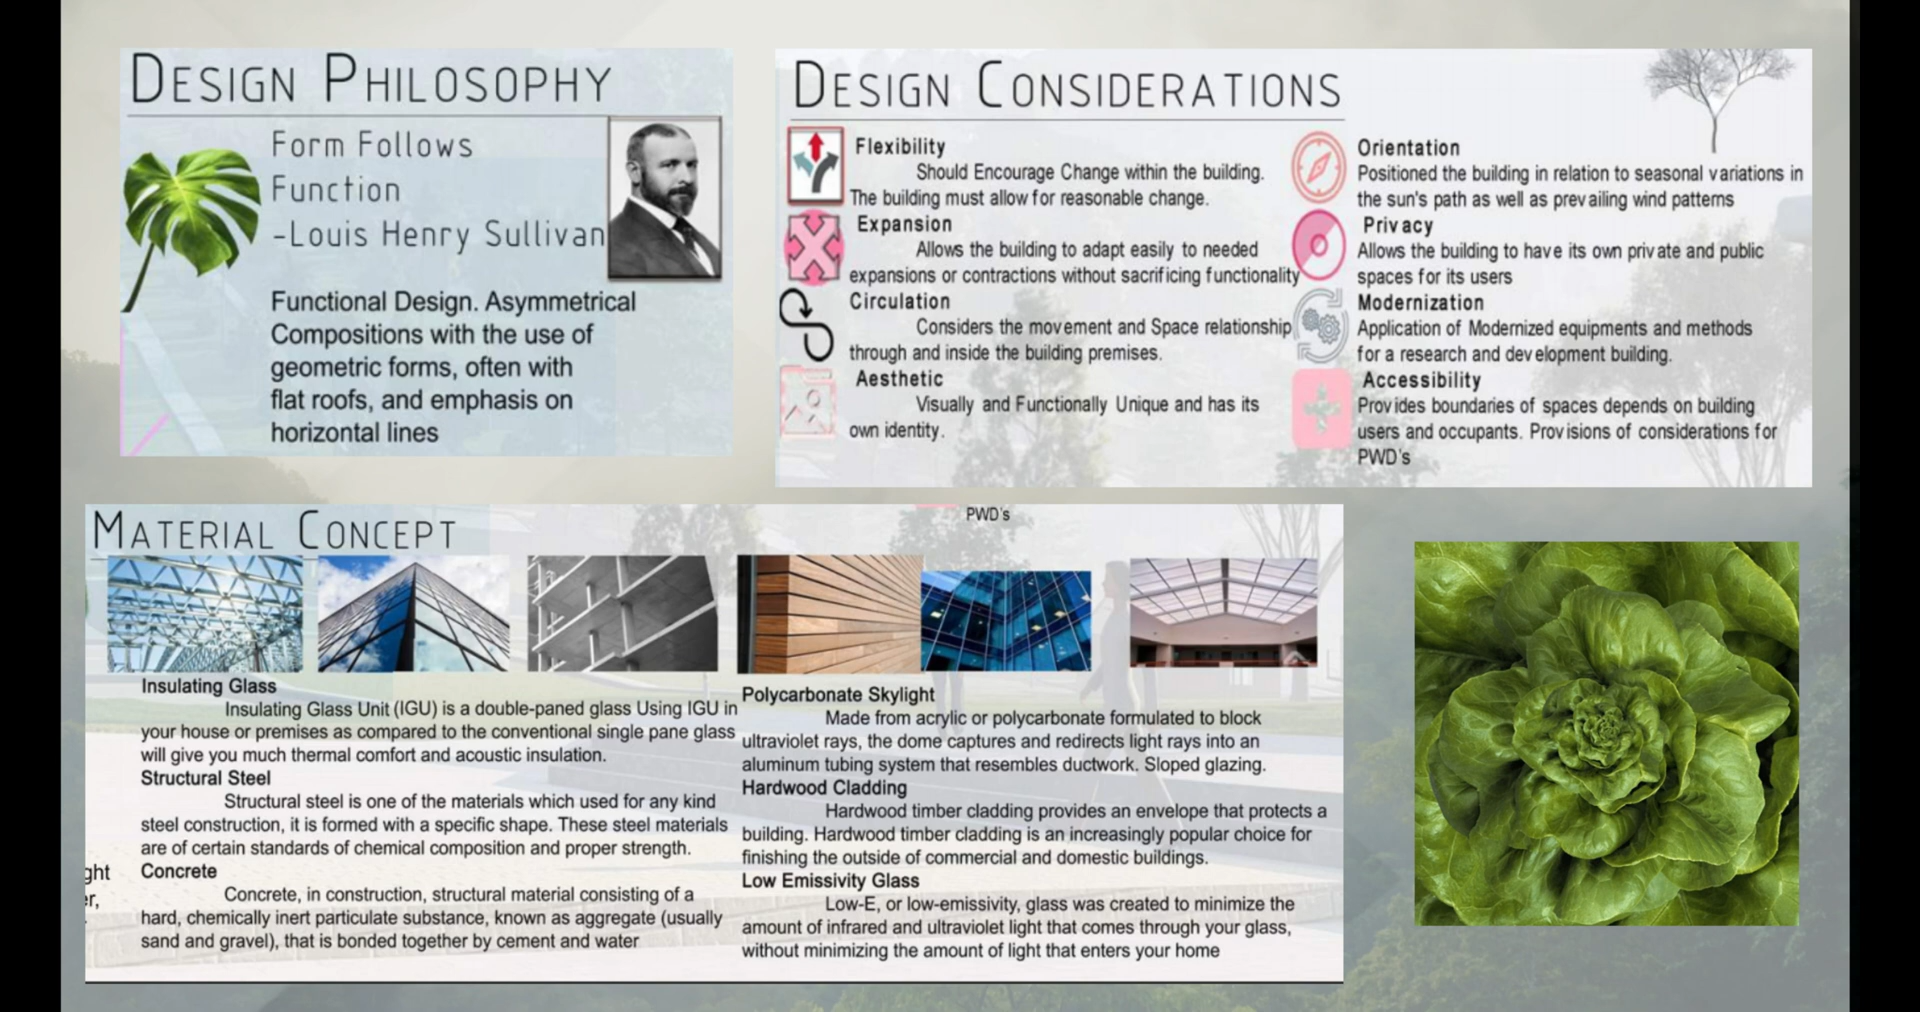 DESIGN PHILOSOPHY
Form Follows
Function
-Louis Henry Sullivan
Functional Design. Asymmetrical
Compositions with the use of
geometric forms, often with
flat roofs, and emphasis on
horizontal lines
DESIGN CONSIDERATIONS
Flexibility
Should Encourage Change within the building.
The building must allow for reasonable change.
Expansion
Allows the building to adapt easily to needed
expansions or contractions without sacrificing functionality
Circulation
Considers the movement and Space relationship
through and inside the building premises.
Aesthetic
Visually and Functionally Unique and has its
own identity.
Orientation
Positioned the building in relation to seasonal variations in
the sun's path as well as prevailing wind patterns
Privacy
Allows the building to have its own private and public
spaces for its users
Modernization
Application of Modernized equipments and methods
for a research and development building.
Accessibility
Provides boundaries of spaces depends on building
users and occupants. Provisions of considerations for
PWD's
MATERIAL CONCEPT
PWD's
Insulating Glass
Insulating Glass Unit (IGU) is a double-paned glass Using IGU in
your house or premises as compared to the conventional single pane glass
will give you much thermal comfort and acoustic insulation.
Structural Steel
Structural steel is one of the materials which used for any kind
steel construction, it is formed with a specific shape. These steel materials
are of certain standards of chemical composition and proper strength.
Concrete
Concrete, in construction, structural material consisting of a
hard, chemically inert particulate substance, known as aggregate (usually
sand and gravel), that is bonded together by cement and water
ght
er,
Polycarbonate Skylight
Made from acrylic or polycarbonate formulated to block
ultraviolet rays, the dome captures and redirects light rays into an
aluminum tubing system that resembles ductwork. Sloped glazing.
Hardwood Cladding
Hardwood timber cladding provides an envelope that protects a
building. Hardwood timber cladding is an increasingly popular choice for
finishing the outside of commercial and domestic buildings.
Low Emissivity Glass
Low-E, or low-emissivity, glass was created to minimize the
amount of infrared and ultraviolet light that comes through your glass,
without minimizing the amount of light that enters your home